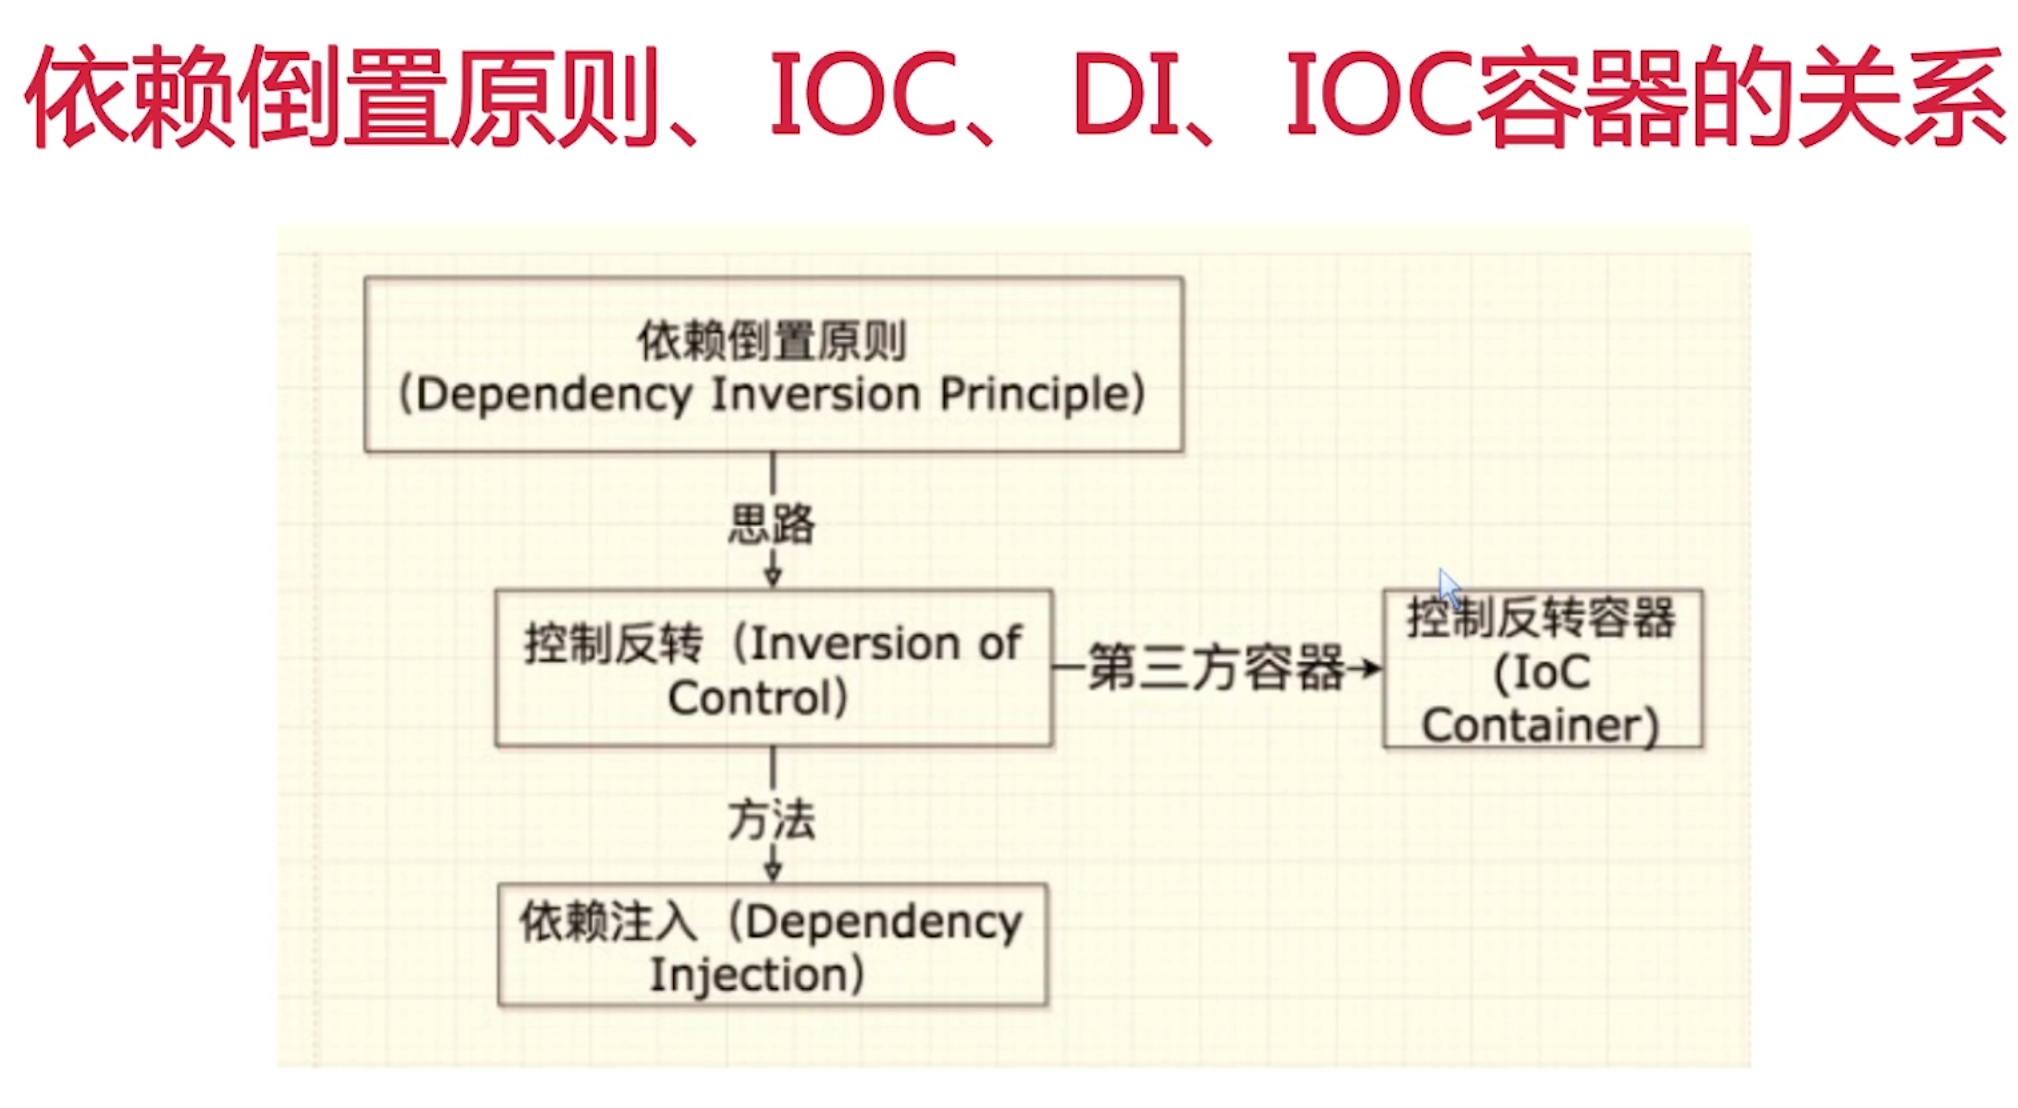 依赖倒置原则、IOC、DI、IOC容器的关系
依赖倒置原则
（Dependency Inversion Principle）
思路
控制反转（Inversion of
Control）
第三方容器
控制反转容器
(IoC
Container)
方法
依赖注入（Dependency
Injection）